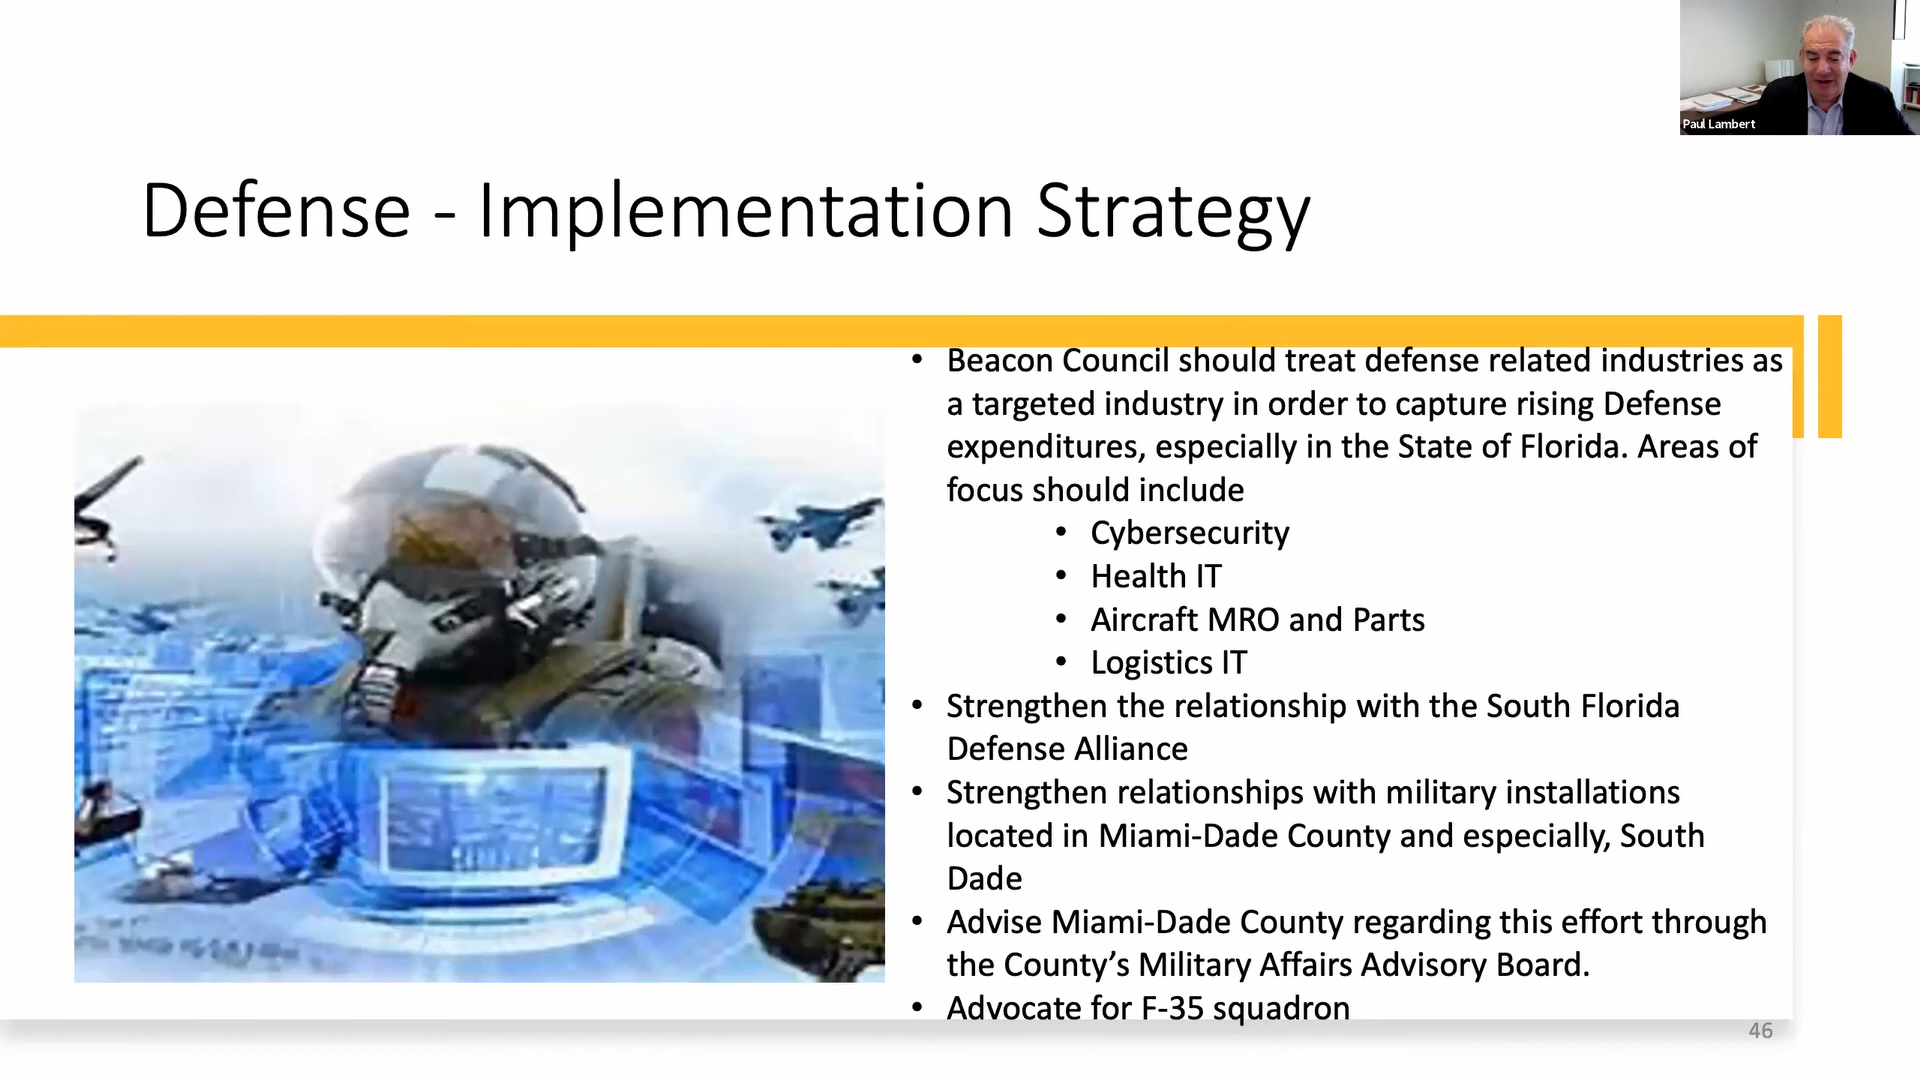 Paul Lambert
Defense - Implementation Strategy
• Beacon Council should treat defense related industries as
a targeted industry in order to capture rising Defense
expenditures, especially in the State of Florida. Areas of
focus should include
• Cybersecurity
• Health IT
• Aircraft MRO and Parts
• Logistics IT
• Strengthen the relationship with the South Florida
Defense Alliance
• Strengthen relationships with military installations
located in Miami-Dade County and especially, South
Dade
• Advise Miami-Dade County regarding this effort through
the County’s Military Affairs Advisory Board.
• Advocate for F-35 squadron
46